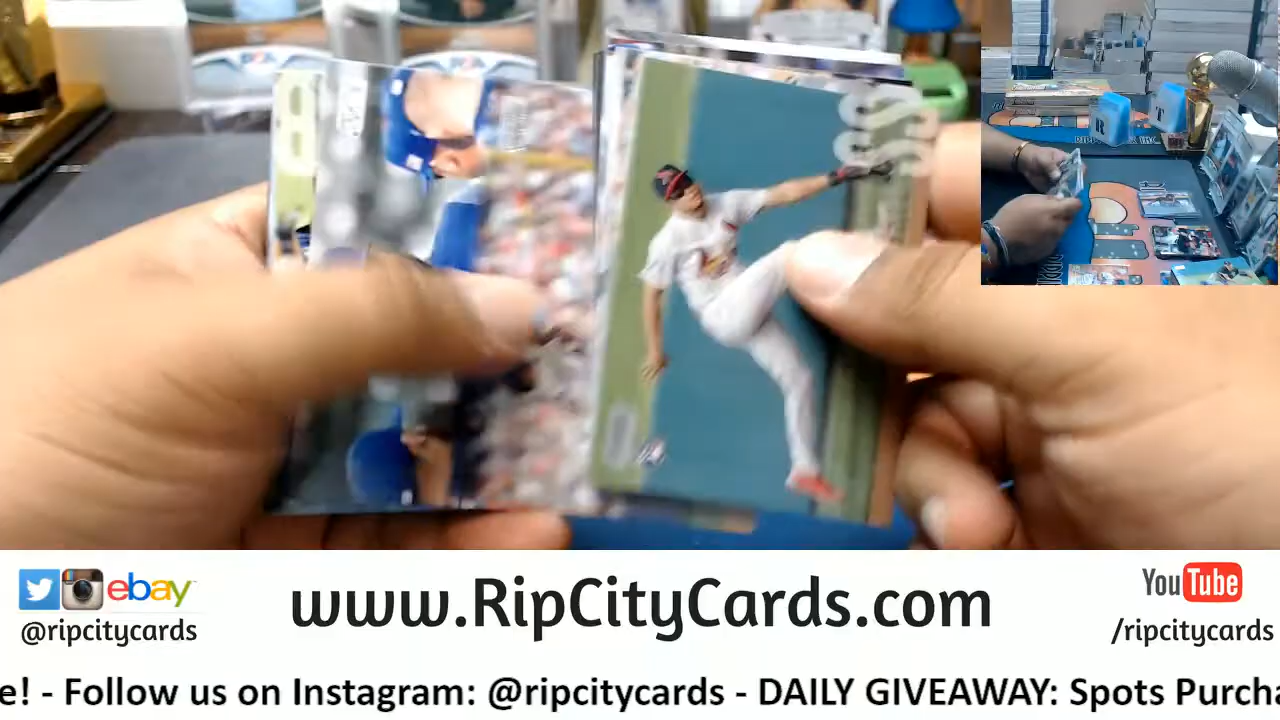 ebay
@ripcitycards
www.RipCityCards.com
YouTube
/ripcitycards
e! - Follow us on Instagram: @ripcitycards - DAILY GIVEAWAY: Spots Purcha